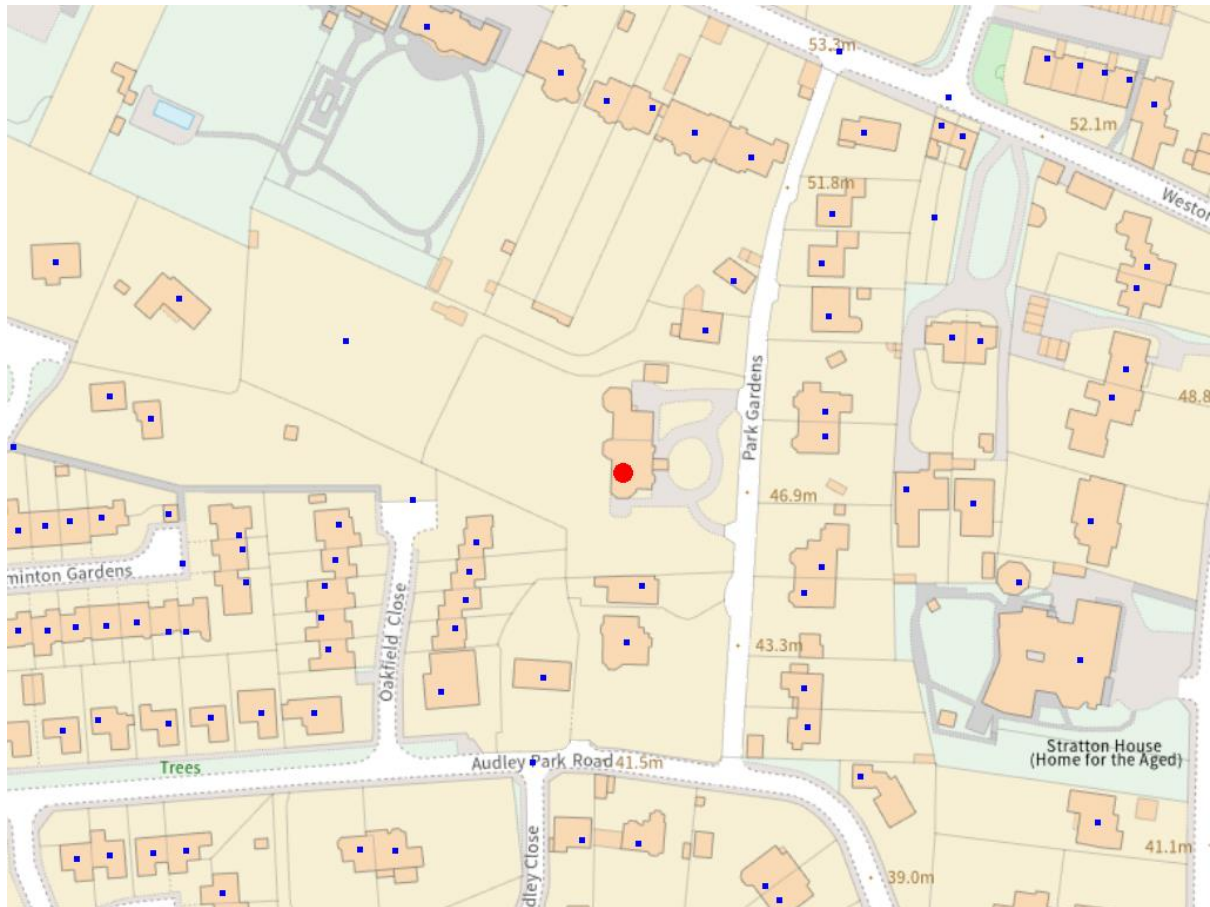 53.3m
52.1m
51.8m
Weston
Park Gardens
48.8
46.9m
minton Gardens
Oakfield Close
43.3m
Stratton House
(Home for the Aged)
Trees
Audley Park Road
41.5m
dley Close
41.1m
39.0m